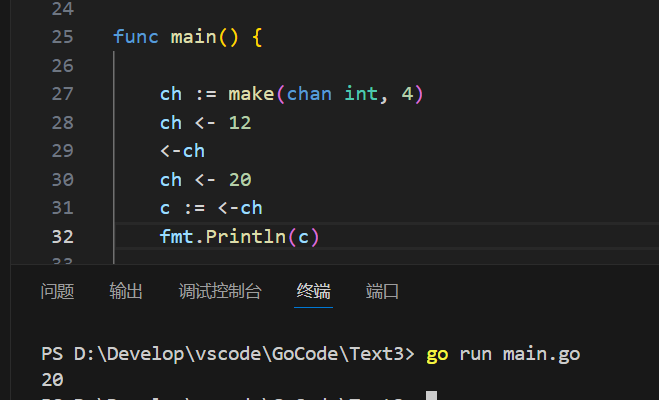 24
25 func main() {
26
27 ch := make(chan int, 4)
28 ch <- 12
29 <-ch
30 ch <- 20
31 c := <-ch
32 fmt.Println(c)
33
问题 输出 调试控制台 终端 端口
PS D:\Develop\vscode\GoCode\Text3> go run main.go
20